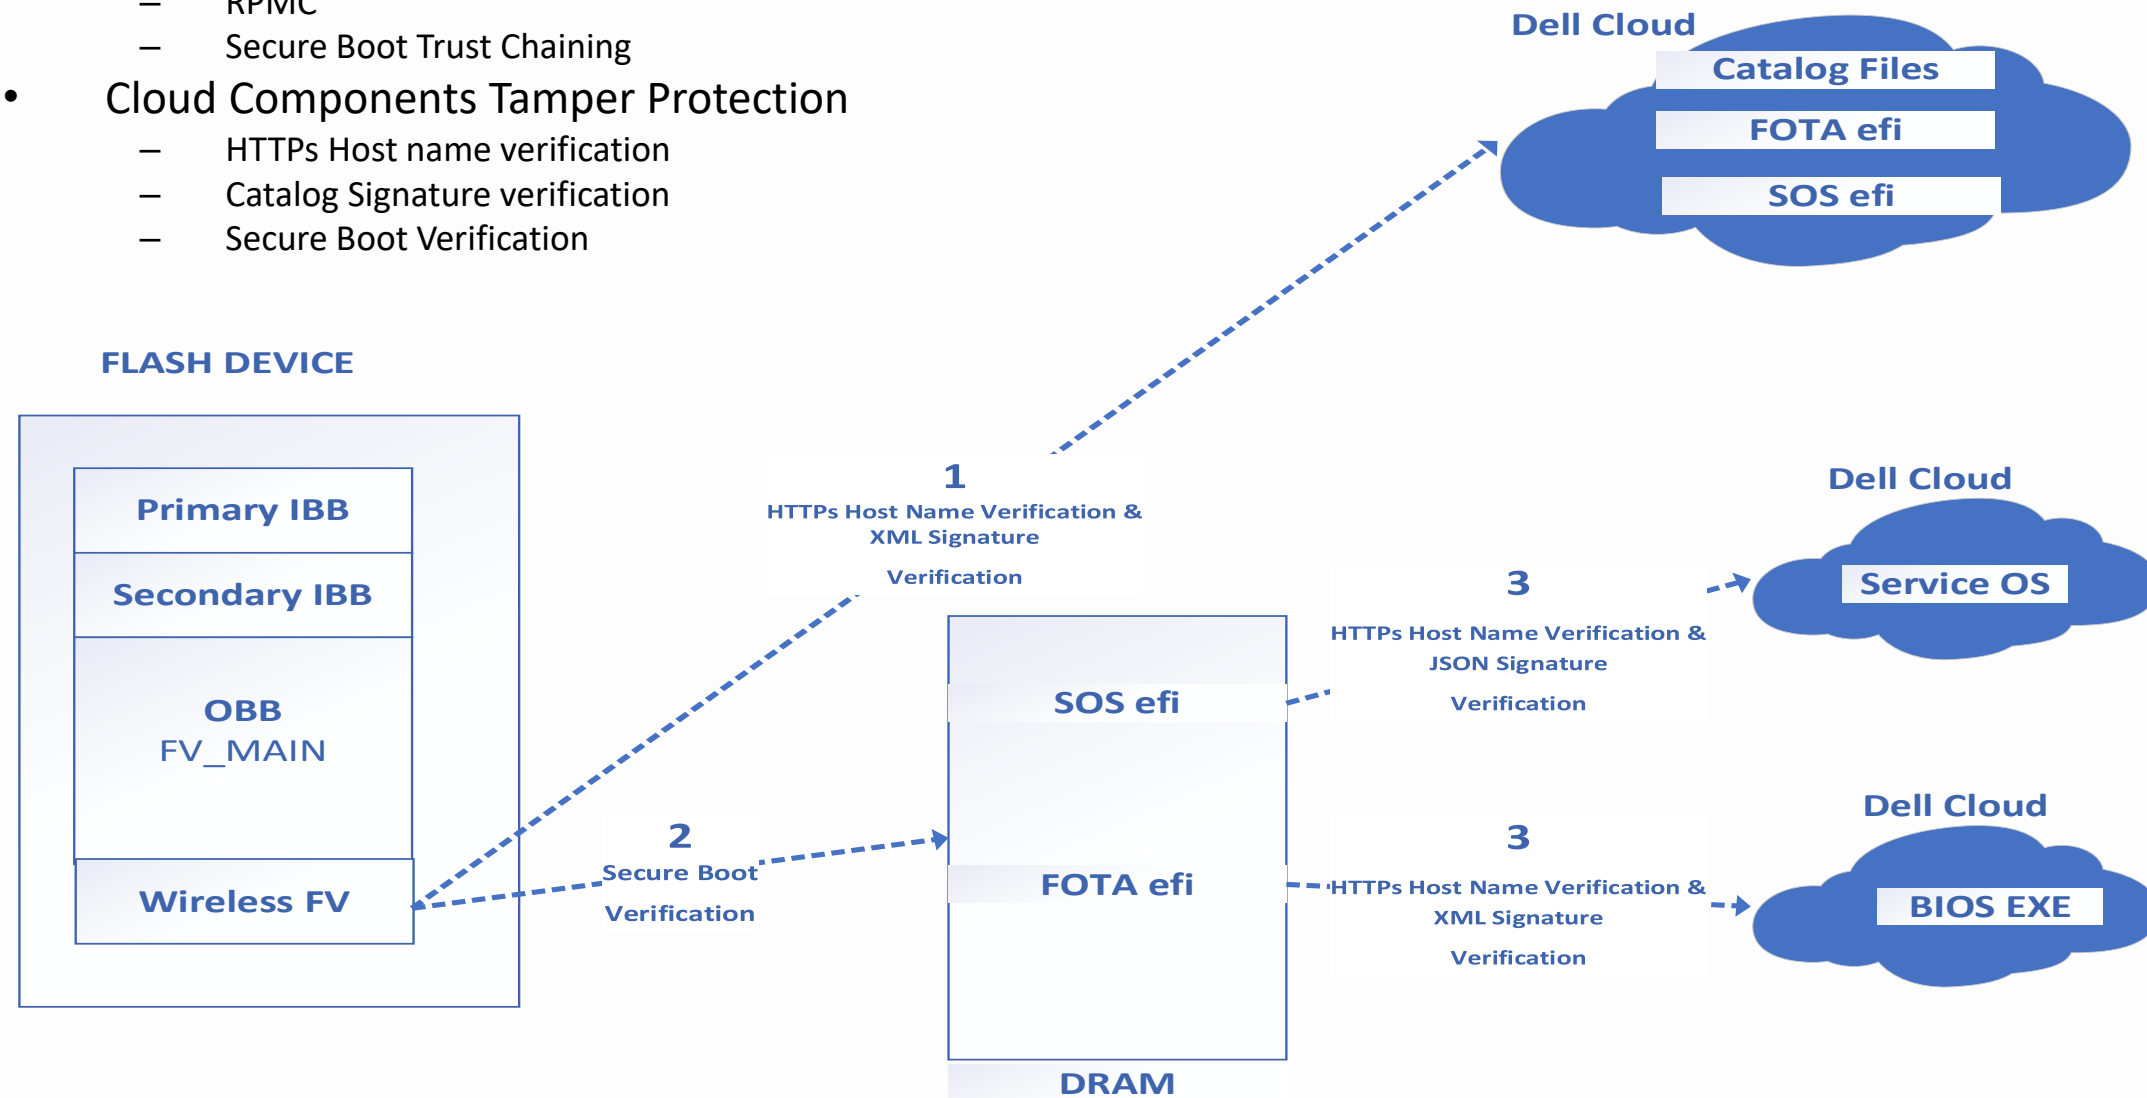 – RPMC
– Secure Boot Trust Chaining
• Cloud Components Tamper Protection
– HTTPs Host name verification
– Catalog Signature verification
– Secure Boot Verification
Dell Cloud
Catalog Files
FOTA efi
SOS efi
FLASH DEVICE
Primary IBB
Secondary IBB
OBB
FV_MAIN
Wireless FV
1
HTTPs Host Name Verification &
XML Signature
Verification
2
Secure Boot
Verification
SOS efi
FOTA efi
DRAM
3
HTTPs Host Name Verification &
JSON Signature
Verification
Dell Cloud
Service OS
3
HTTPs Host Name Verification &
XML Signature
Verification
Dell Cloud
BIOS EXE